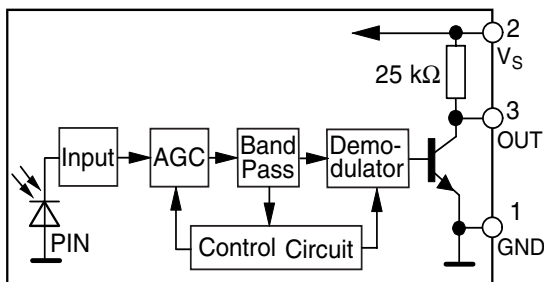 2
V_S
25 kΩ
3
OUT
Input
AGC
Band
Pass
Demo-
dulator
1
GND
PIN
Control Circuit